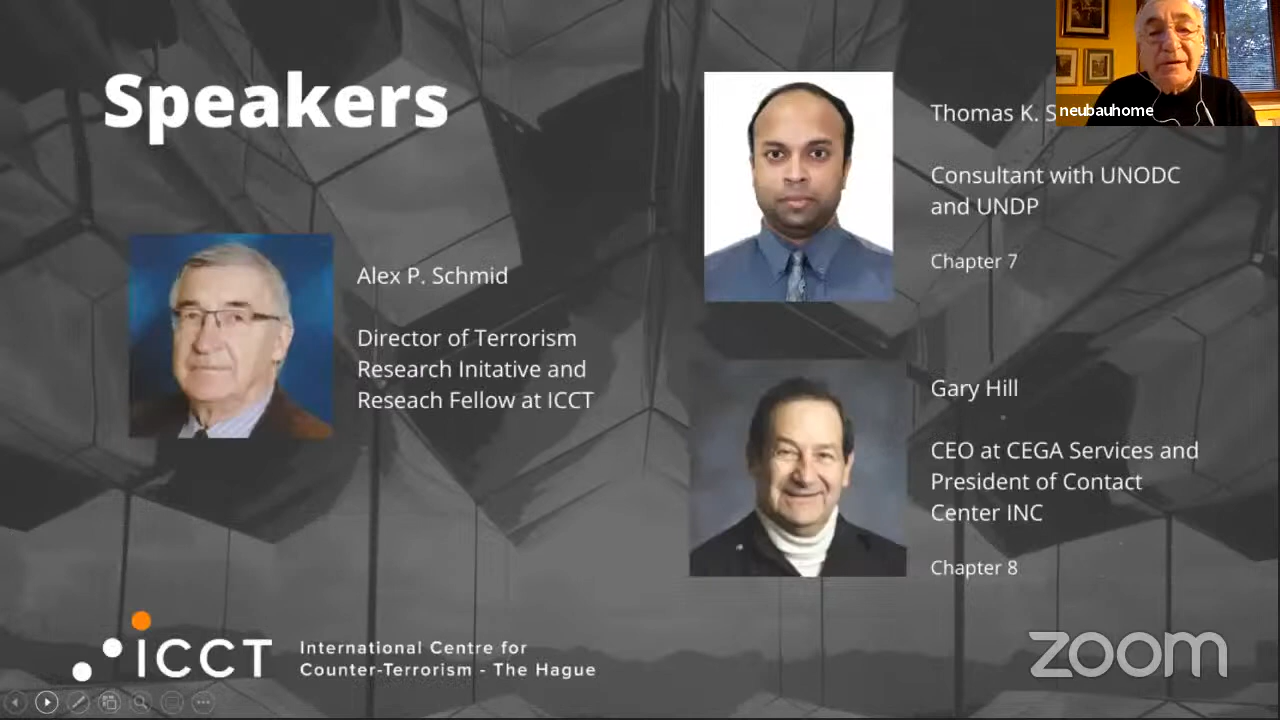 Speakers
Alex P. Schmid
Director of Terrorism
Research Initative and
Reseach Fellow at ICCT
Thomas K. S
neubauhome
Consultant with UNODC
and UNDP
Chapter 7
Gary Hill
CEO at CEGA Services and
President of Contact
Center INC
Chapter 8
ICCT
International Centre for
Counter-Terrorism - The Hague
zoom